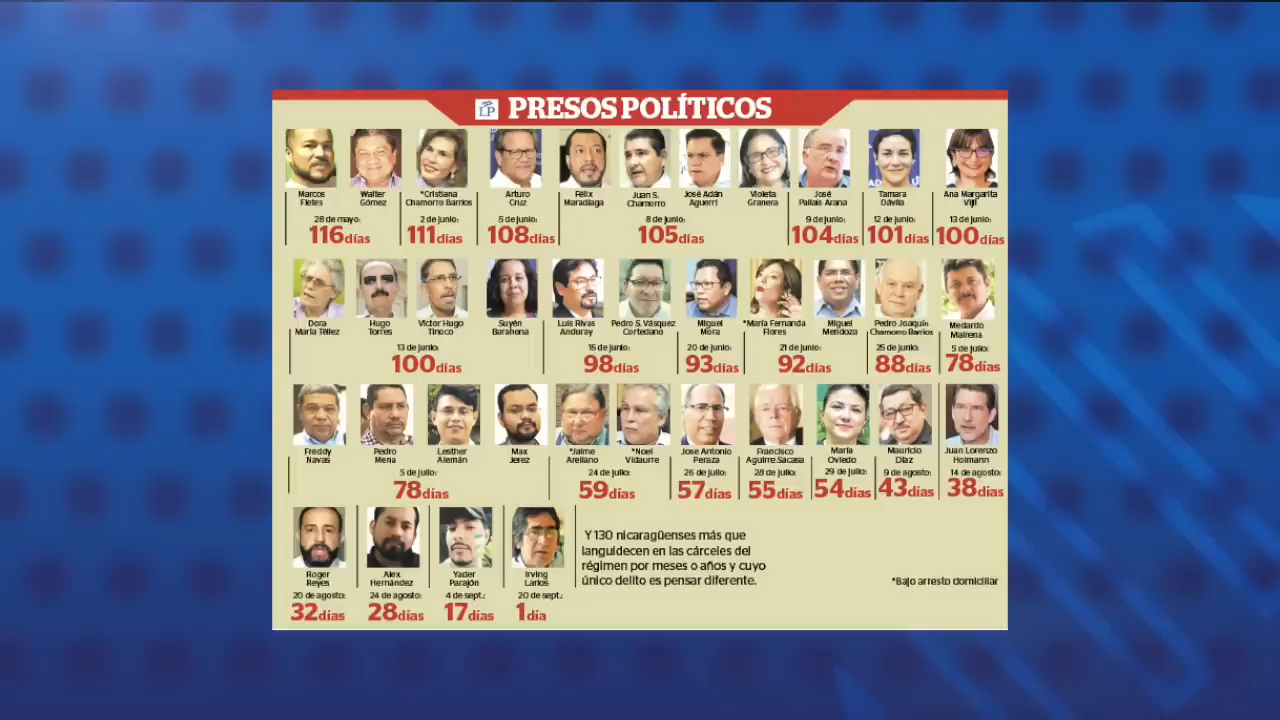 LP PRESOS POLÍTICOS
Marcos Fletes
Walter Gómez
*Cristiana Chamorro Barrios
Arturo Cruz
Félix Maradiaga
Juan S. Chamorro
José Adán Aguerri
Violeta Granera
José Pallais Arana
Tamara Dávila
Ana Margarita Vijil
28 de mayo:
116 días
2 de junio:
111 días
5 de junio:
108 días
8 de junio:
105 días
9 de junio:
104 días
12 de junio:
101 días
13 de junio:
100 días
Dora María Téllez
Hugo Torres
Víctor Hugo Tinoco
Suyén Barahona
Luis Rivas Anduray
Pedro S. Vásquez Cortedano
Miguel Mora
*María Fernanda Flores
Miguel Mendoza
Pedro Joaquín Chamorro Barrios
Medardo Mairena
13 de junio:
100 días
15 de junio:
98 días
20 de junio:
93 días
21 de junio:
92 días
25 de junio:
88 días
5 de julio:
78 días
Freddy Navas
Pedro Mena
Lesther Alemán
Max Jerez
*Jaime Arellano
*Noel Vidaurre
Jose Antonio Peraza
Francisco Aguirre Sacasa
María Oviedo
Mauricio Díaz
Juan Lorenzo Holmann
5 de julio:
78 días
24 de julio:
59 días
26 de julio:
57 días
28 de julio:
55 días
29 de julio:
54 días
9 de agosto:
43 días
14 de agosto:
38 días
Roger Reyes
Alex Hernández
Yader Parajón
Irving Larios
20 de agosto:
32 días
24 de agosto:
28 días
4 de sept.:
17 días
20 de sept.:
1 día
Y 130 nicaragüenses más que
languidecen en las cárceles del
régimen por meses o años y cuyo
único delito es pensar diferente.
*Bajo arresto domiciliar